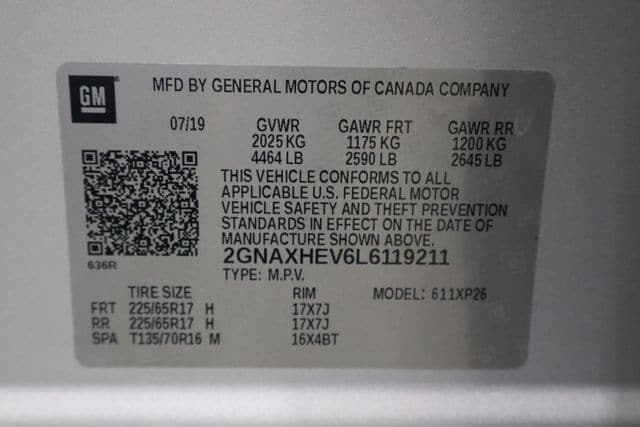 GM
MFD BY GENERAL MOTORS OF CANADA COMPANY
07/19 GVWR GAWR FRT GAWR RR
2025 KG 1175 KG 1200 KG
4464 LB 2590 LB 2645 LB
THIS VEHICLE CONFORMS TO ALL
APPLICABLE U.S. FEDERAL MOTOR
VEHICLE SAFETY AND THEFT PREVENTION
STANDARDS IN EFFECT ON THE DATE OF
MANUFACTURE SHOWN ABOVE.
2GNAXHEV6L6119211
636R
TYPE: M.P.V.
TIRE SIZE RIM MODEL: 611XP26
FRT 225/65R17 H 17X7J
RR 225/65R17 H 17X7J
SPA T135/70R16 M 16X4BT